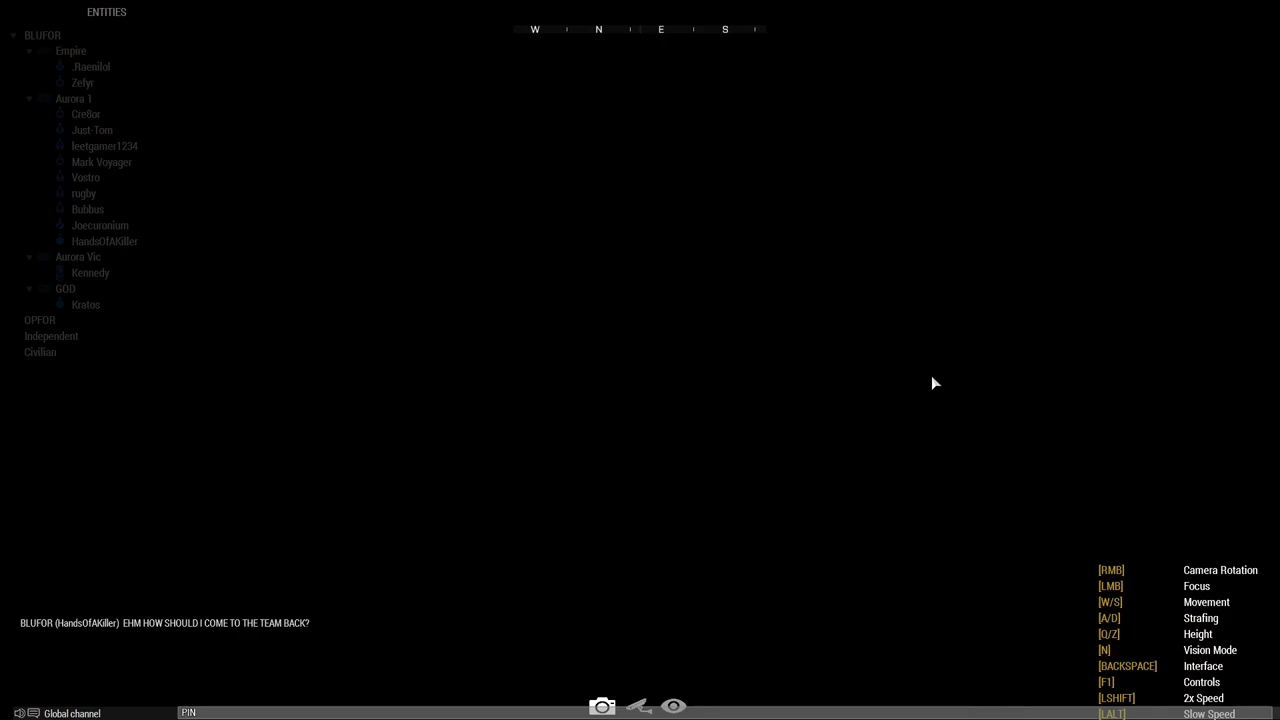 ENTITIES
W N E S
BLUFOR
Empire
.Raenilol
Zefyr
Aurora 1
Cre8or
Just-Tom
leetgamer1234
Mark Voyager
Vostro
rugby
Bubbus
Joecuronium
HandsOfAKiller
Aurora Vic
Kennedy
GOD
Kratos
OPFOR
Independent
Civilian
[RMB] Camera Rotation
[LMB] Focus
[W/S] Movement
[A/D] Strafing
[Q/Z] Height
[N] Vision Mode
[BACKSPACE] Interface
[F1] Controls
[LSHIFT] 2x Speed
[LALT] Slow Speed
BLUFOR (HandsOfAKiller) EHM HOW SHOULD I COME TO THE TEAM BACK?
Global channel PIN